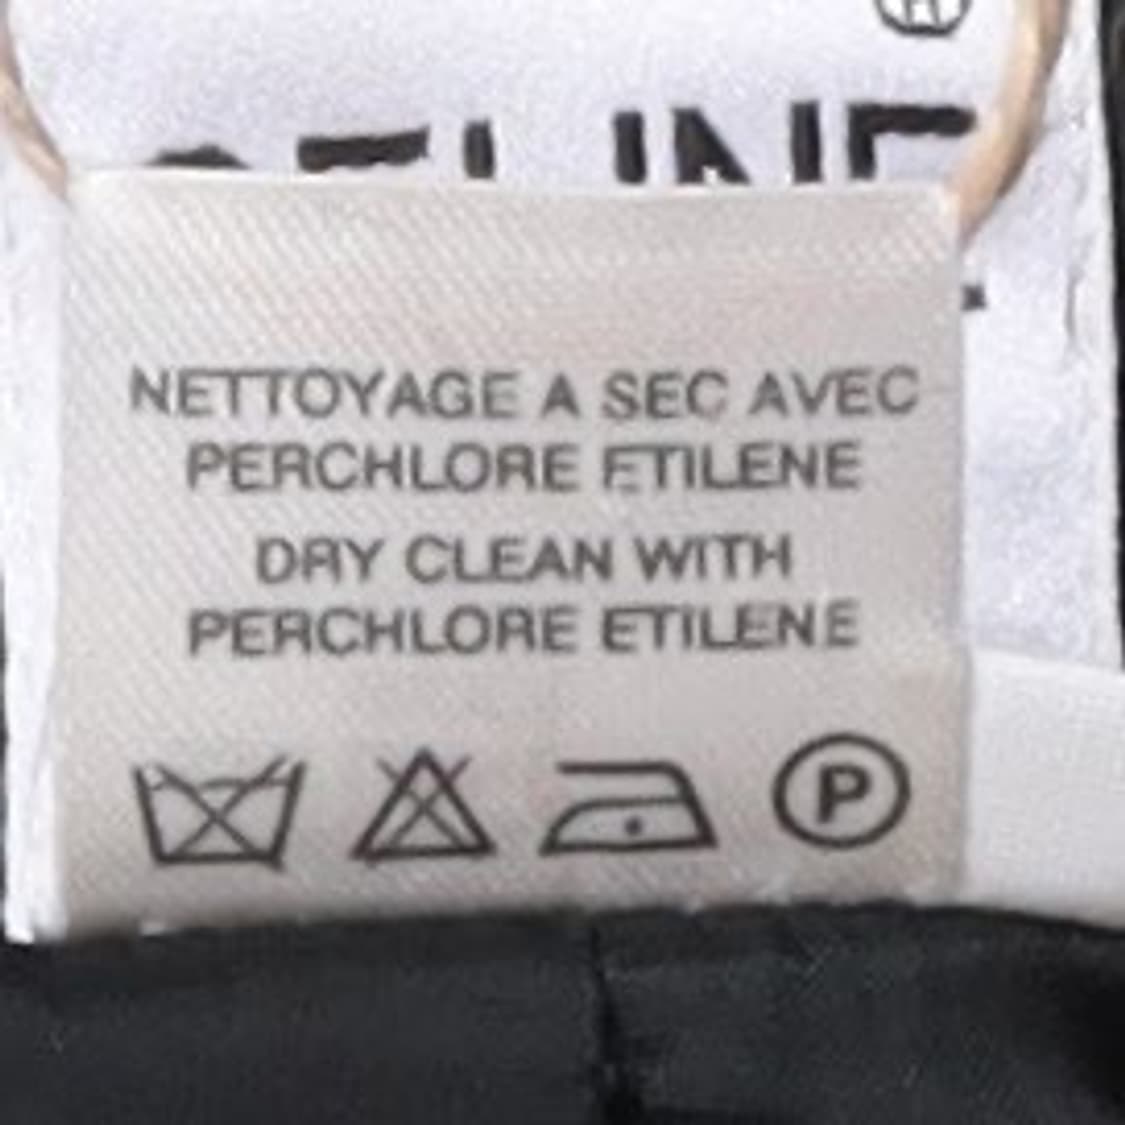 NETTOYAGE A SEC AVEC
PERCHLORE ETILENE
DRY CLEAN WITH
PERCHLORE ETILENE
P